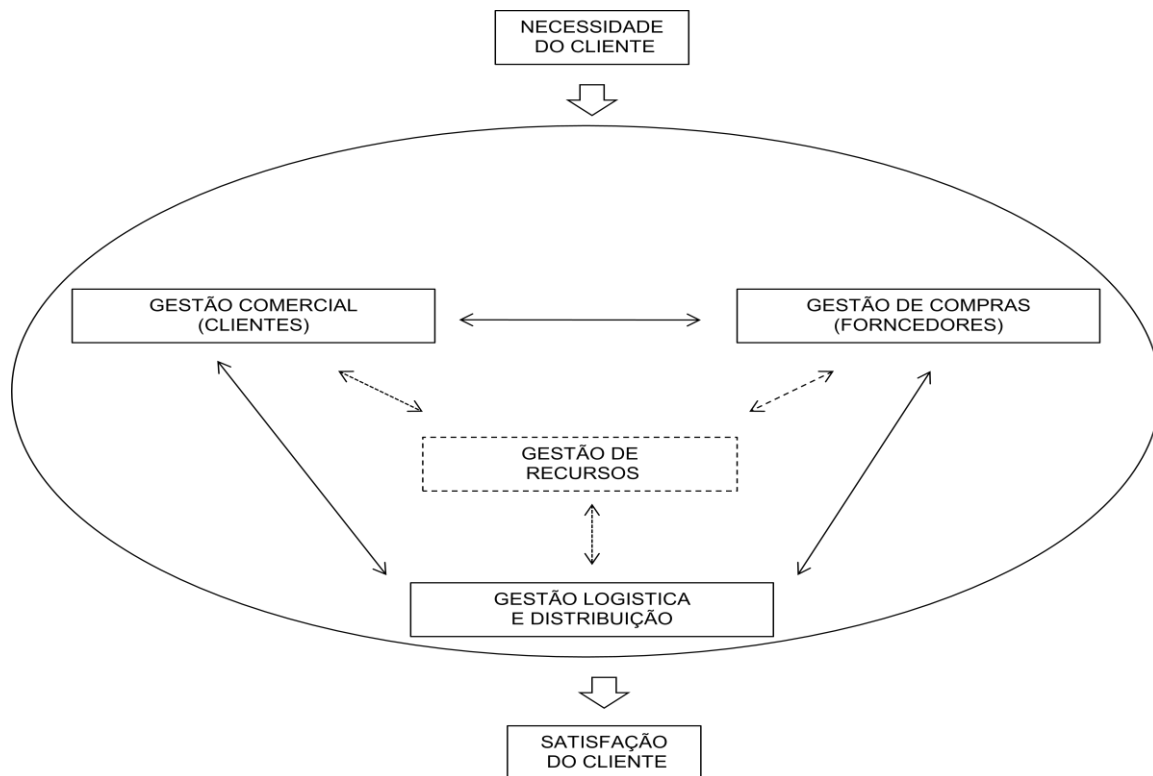 NECESSIDADE
DO CLIENTE
GESTÃO COMERCIAL
(CLIENTES)
GESTÃO DE COMPRAS
(FORNCEDORES)
GESTÃO DE
RECURSOS
GESTÃO LOGISTICA
E DISTRIBUIÇÃO
SATISFAÇÃO
DO CLIENTE